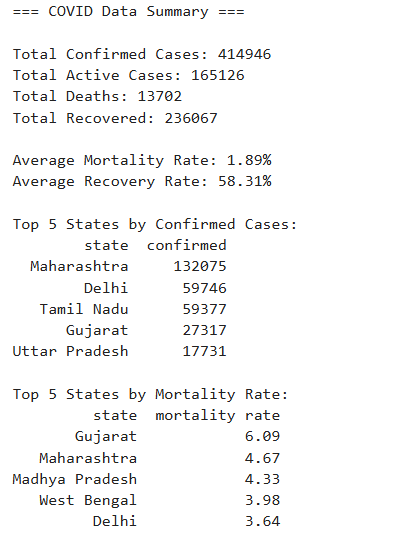 === COVID Data Summary ===
Total Confirmed Cases: 414946
Total Active Cases: 165126
Total Deaths: 13702
Total Recovered: 236067
Average Mortality Rate: 1.89%
Average Recovery Rate: 58.31%
Top 5 States by Confirmed Cases:
state confirmed
Maharashtra 132075
Delhi 59746
Tamil Nadu 59377
Gujarat 27317
Uttar Pradesh 17731
Top 5 States by Mortality Rate:
state mortality rate
Gujarat 6.09
Maharashtra 4.67
Madhya Pradesh 4.33
West Bengal 3.98
Delhi 3.64